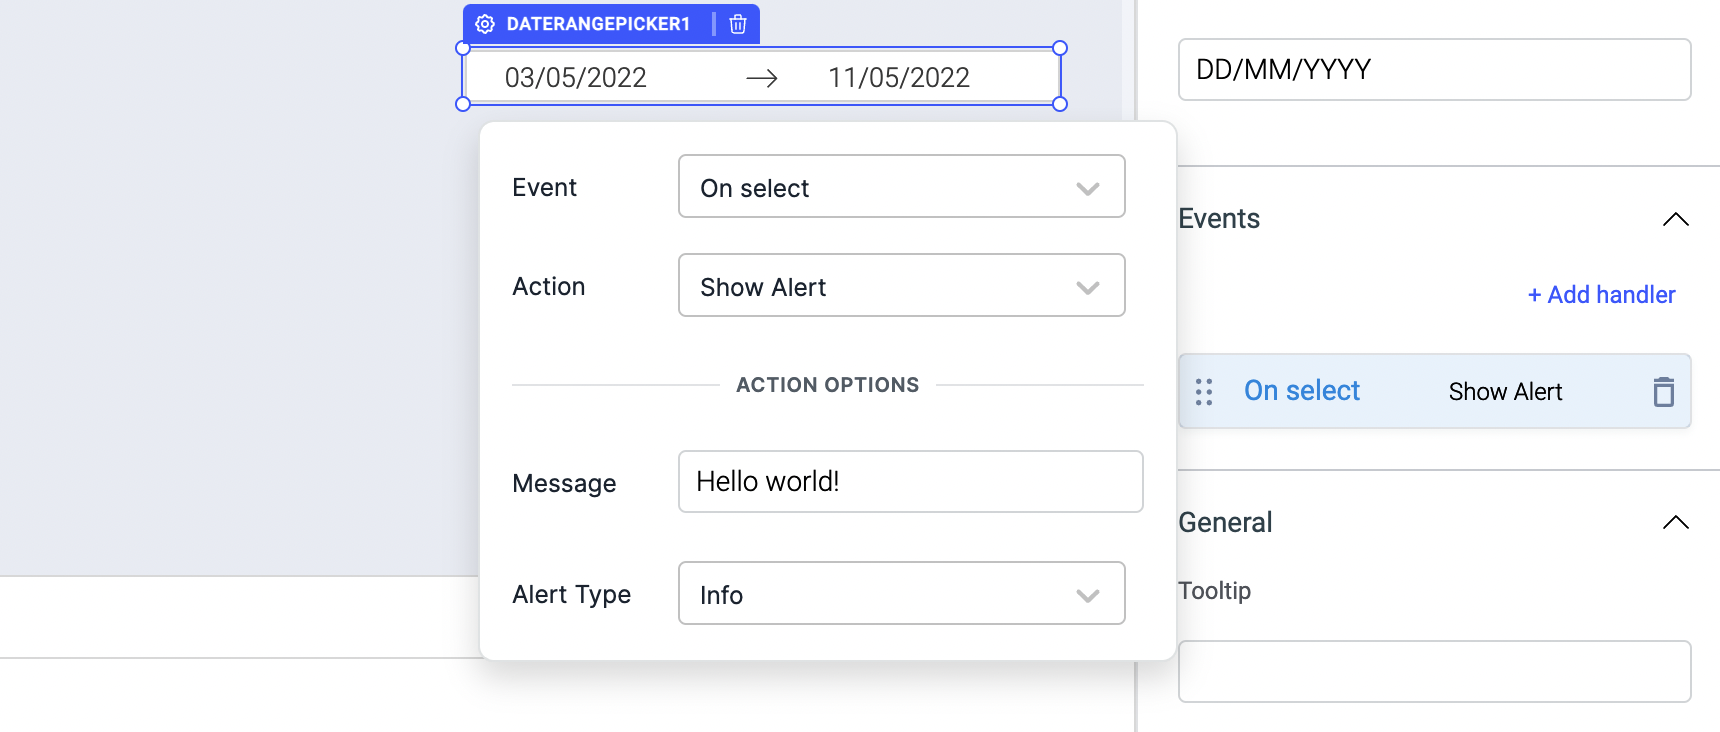 DATERANGEPICKER1
03/05/2022 → 11/05/2022
DD/MM/YYYY
Event On select
Action Show Alert
ACTION OPTIONS
Message Hello world!
Alert Type Info
Events
+ Add handler
On select Show Alert
General
Tooltip